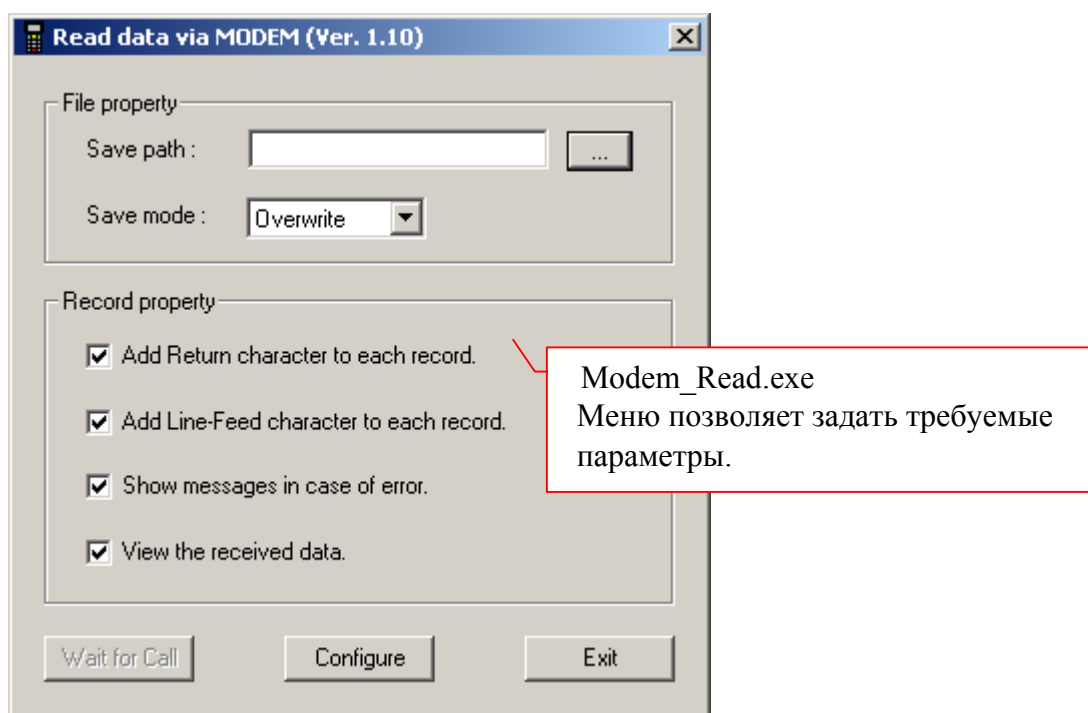 Read data via MODEM (Ver. 1.10)
File property
Save path :
...
Save mode :
Overwrite
Record property
Add Return character to each record.
Add Line-Feed character to each record.
Show messages in case of error.
View the received data.
Modem_Read.exe
Меню позволяет задать требуемые
параметры.
Wait for Call
Configure
Exit